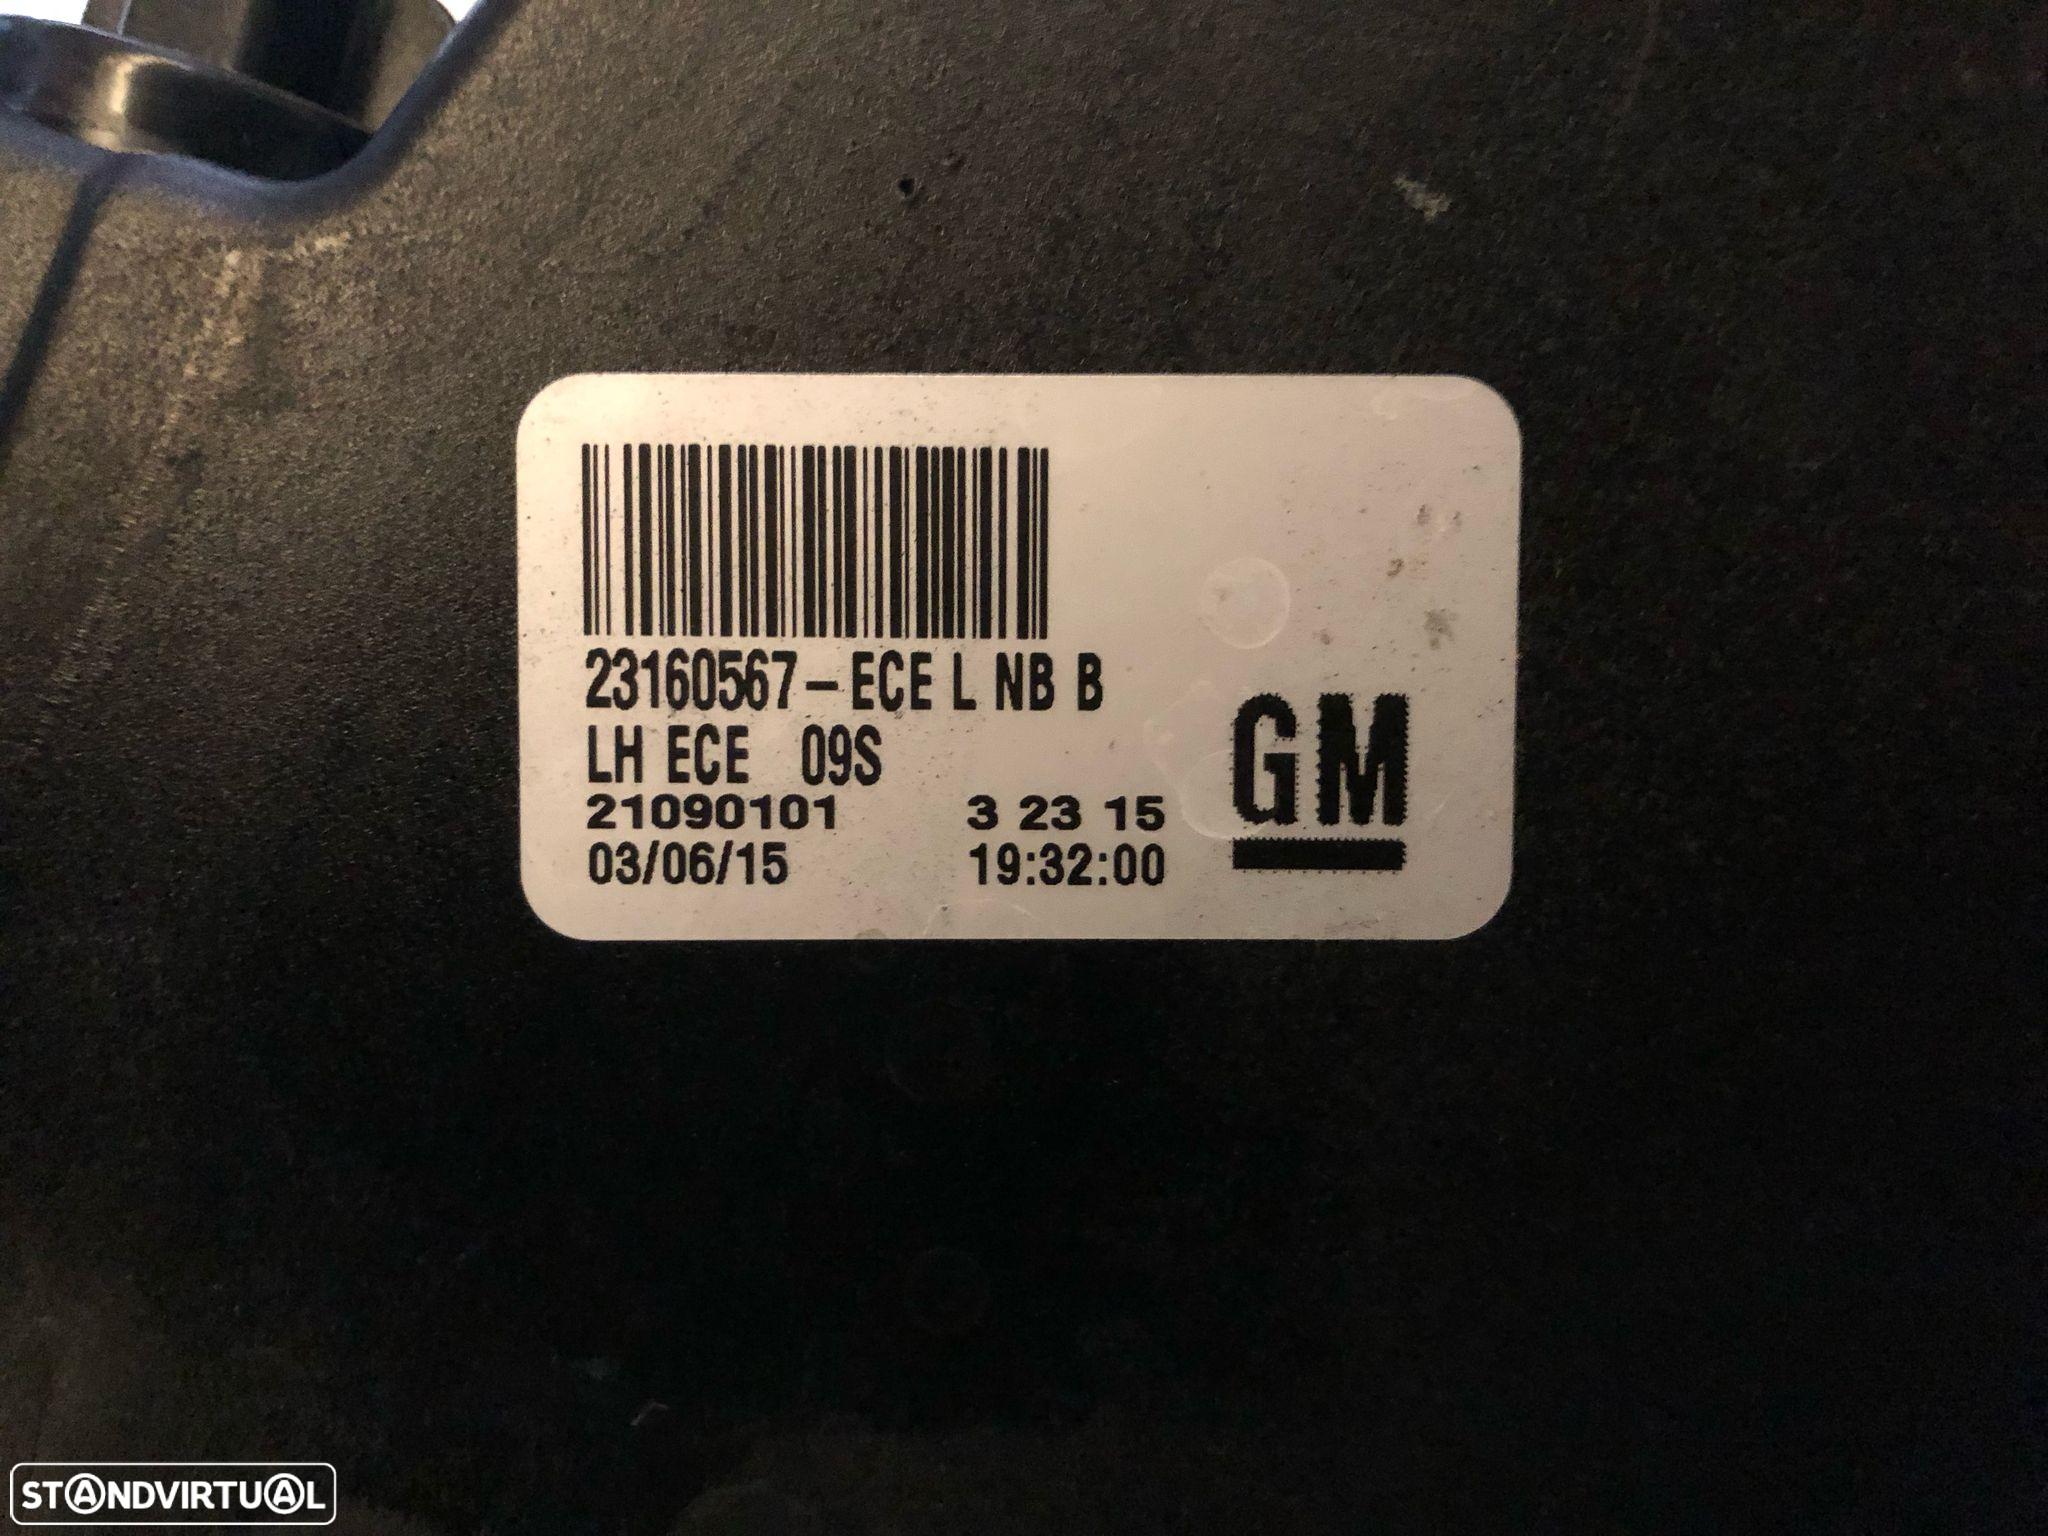 23160567-ECE L NB B
LH ECE 09S
21090101 3 23 15
03/06/15 19:32:00
GM
STANDVIRTUAL